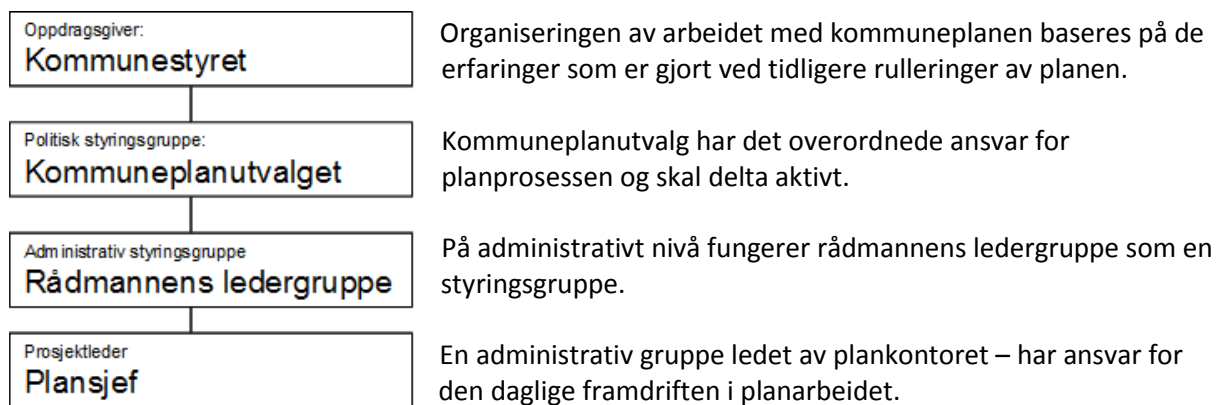 Oppdragsgiver:
Kommunestyret
Organiseringen av arbeidet med kommuneplanen baseres på de
erfaringer som er gjort ved tidligere rulleringer av planen.
Politisk styringsgruppe:
Kommuneplanutvalget
Kommuneplanutvalg har det overordnede ansvar for
planprosessen og skal delta aktivt.
Administrativ styringsgruppe
Rådmannens ledergruppe
På administrativt nivå fungerer rådmannens ledergruppe som en
styringsgruppe.
Prosjektleder
Plansjef
En administrativ gruppe ledet av plankontoret – har ansvar for
den daglige framdriften i planarbeidet.